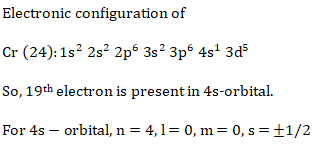 Electronic configuration of
Cr (24): 1s² 2s² 2p⁶ 3s² 3p⁶ 4s¹ 3d⁵
So, 19th electron is present in 4s-orbital.
For 4s − orbital, n = 4, l = 0, m = 0, s = ±1/2